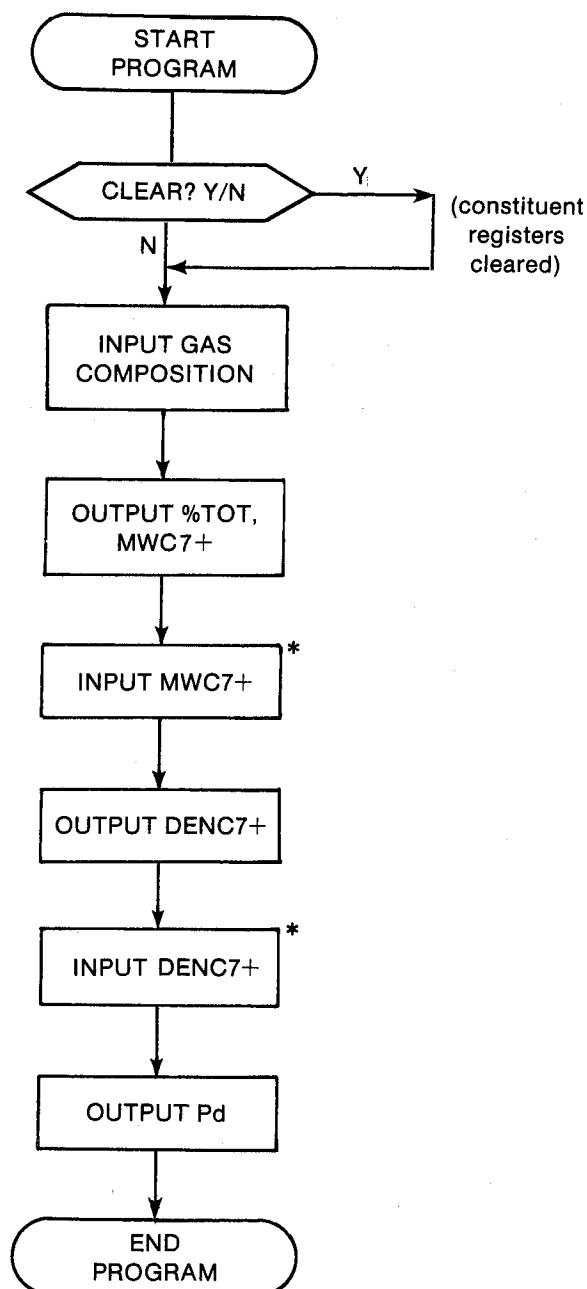 START
PROGRAM
CLEAR? Y/N
Y
(constituent
registers
cleared)
N
INPUT GAS
COMPOSITION
OUTPUT %TOT,
MWC7+
*
INPUT MWC7+
OUTPUT DENC7+
*
INPUT DENC7+
OUTPUT Pd
END
PROGRAM